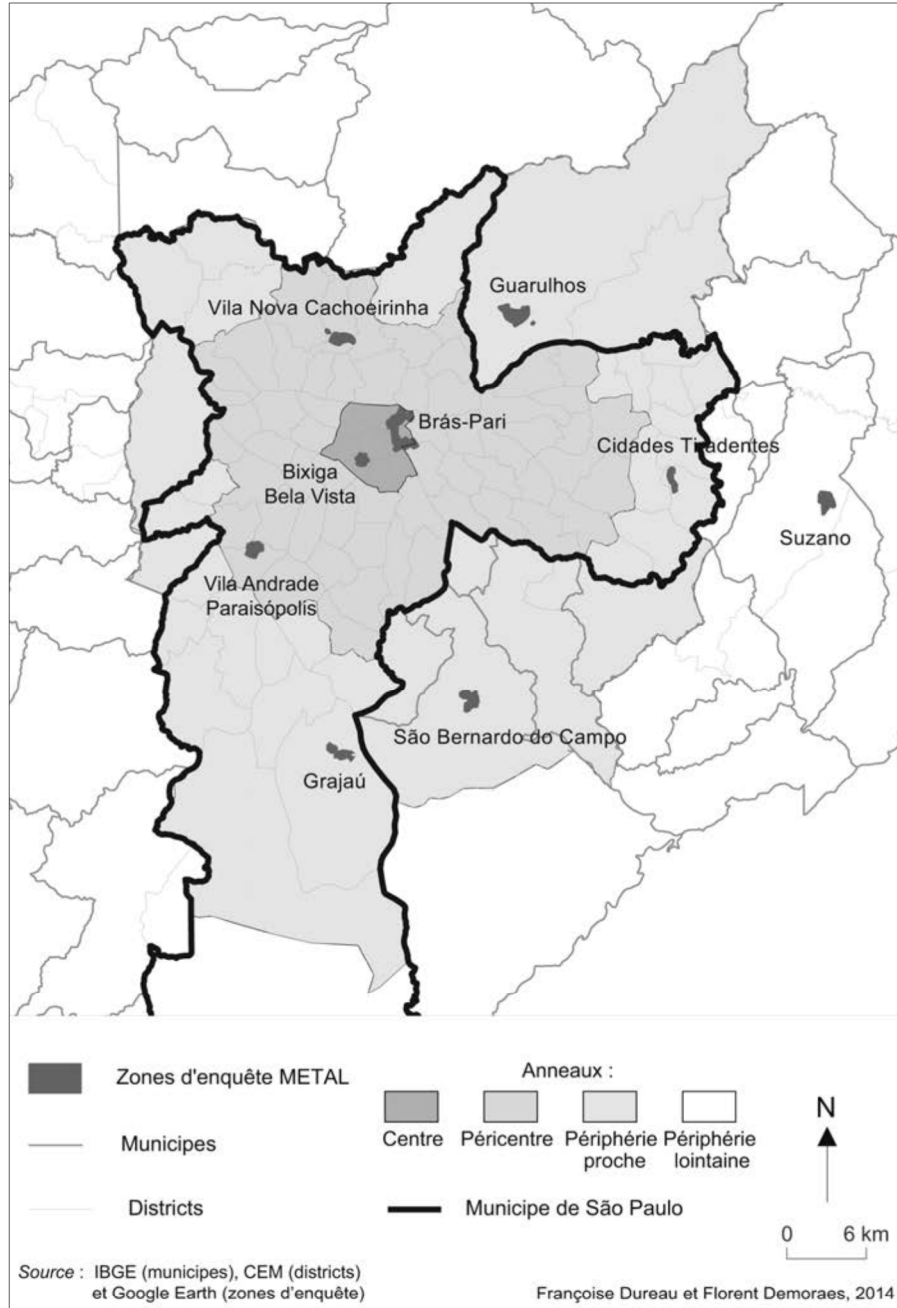 Guarulhos
Vila Nova Cachoeirinha
Brás-Pari
Cidades Tiradentes
Bixiga
Bela Vista
Suzano
Vila Andrade
Paraisópolis
São Bernardo do Campo
Grajaú
Zones d'enquête METAL
Municipes
Districts
Anneaux :
Centre
Péricentre
Périphérie
proche
Périphérie
lointaine
Municipe de São Paulo
N
0 6 km
Source : IBGE (municipes), CEM (districts)
et Google Earth (zones d'enquête)
Françoise Dureau et Florent Demoraes, 2014